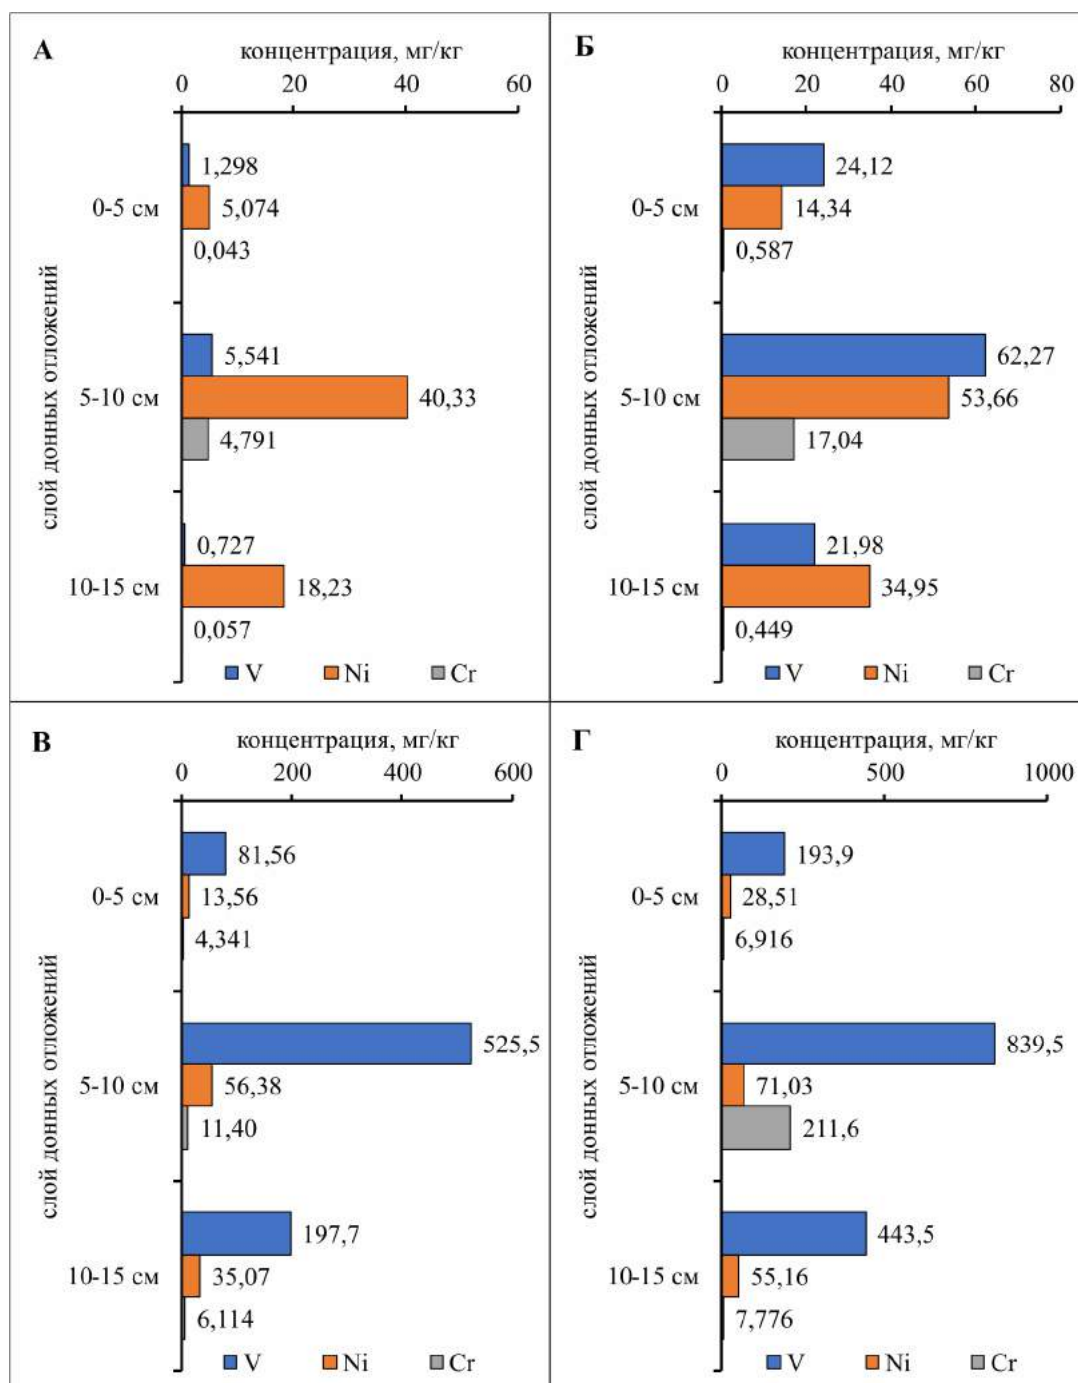 А
концентрация, мг/кг
0 20 40 60
слой донных отложений
0-5 см
1,298
5,074
0,043
5-10 см
5,541
40,33
4,791
10-15 см
0,727
18,23
0,057
V Ni Cr
Б
концентрация, мг/кг
0 20 40 60 80
слой донных отложений
0-5 см
24,12
14,34
0,587
5-10 см
62,27
53,66
17,04
10-15 см
21,98
34,95
0,449
V Ni Cr
В
концентрация, мг/кг
0 200 400 600
слой донных отложений
0-5 см
81,56
13,56
4,341
5-10 см
525,5
56,38
11,40
10-15 см
197,7
35,07
6,114
V Ni Cr
Г
концентрация, мг/кг
0 500 1000
слой донных отложений
0-5 см
193,9
28,51
6,916
5-10 см
839,5
71,03
211,6
10-15 см
443,5
55,16
7,776
V Ni Cr